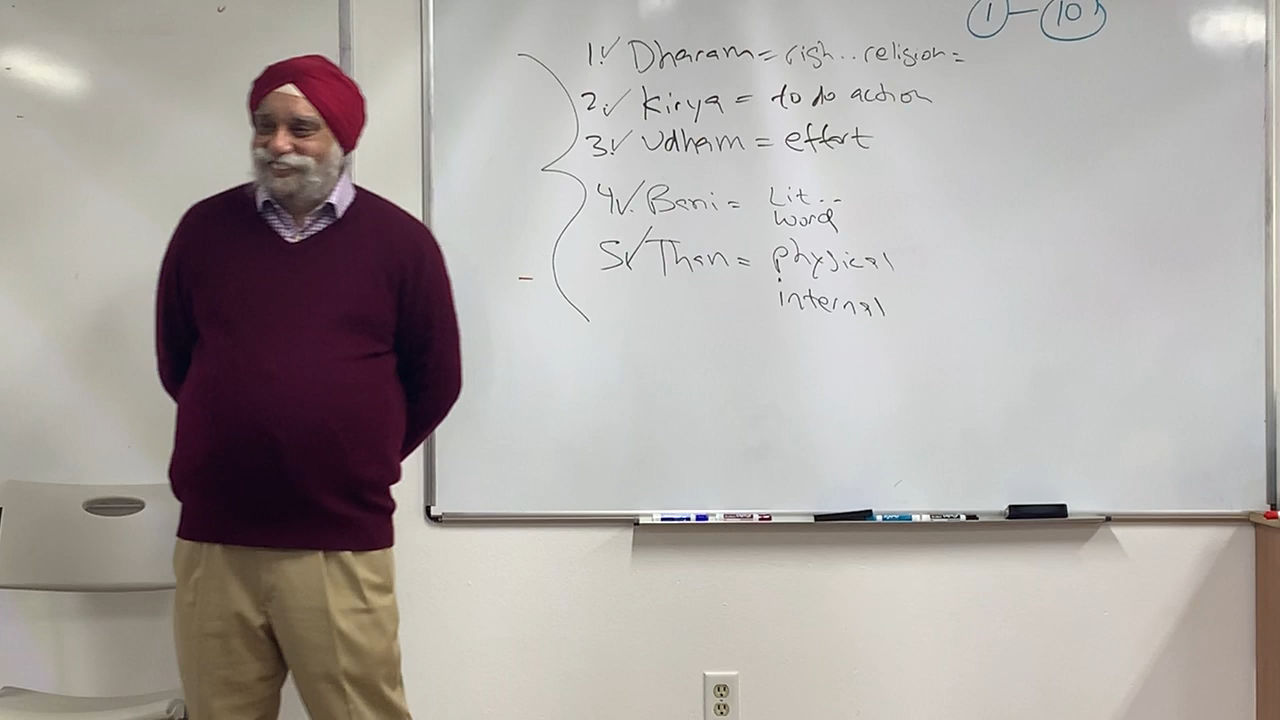 1 - 10
1.✓ Dharam = righ.. religion =
2.✓ Kirya = to do action
3.✓ Udham = effort
4.✓ Bani = Lit..
word
5.✓ Than = physical
internal